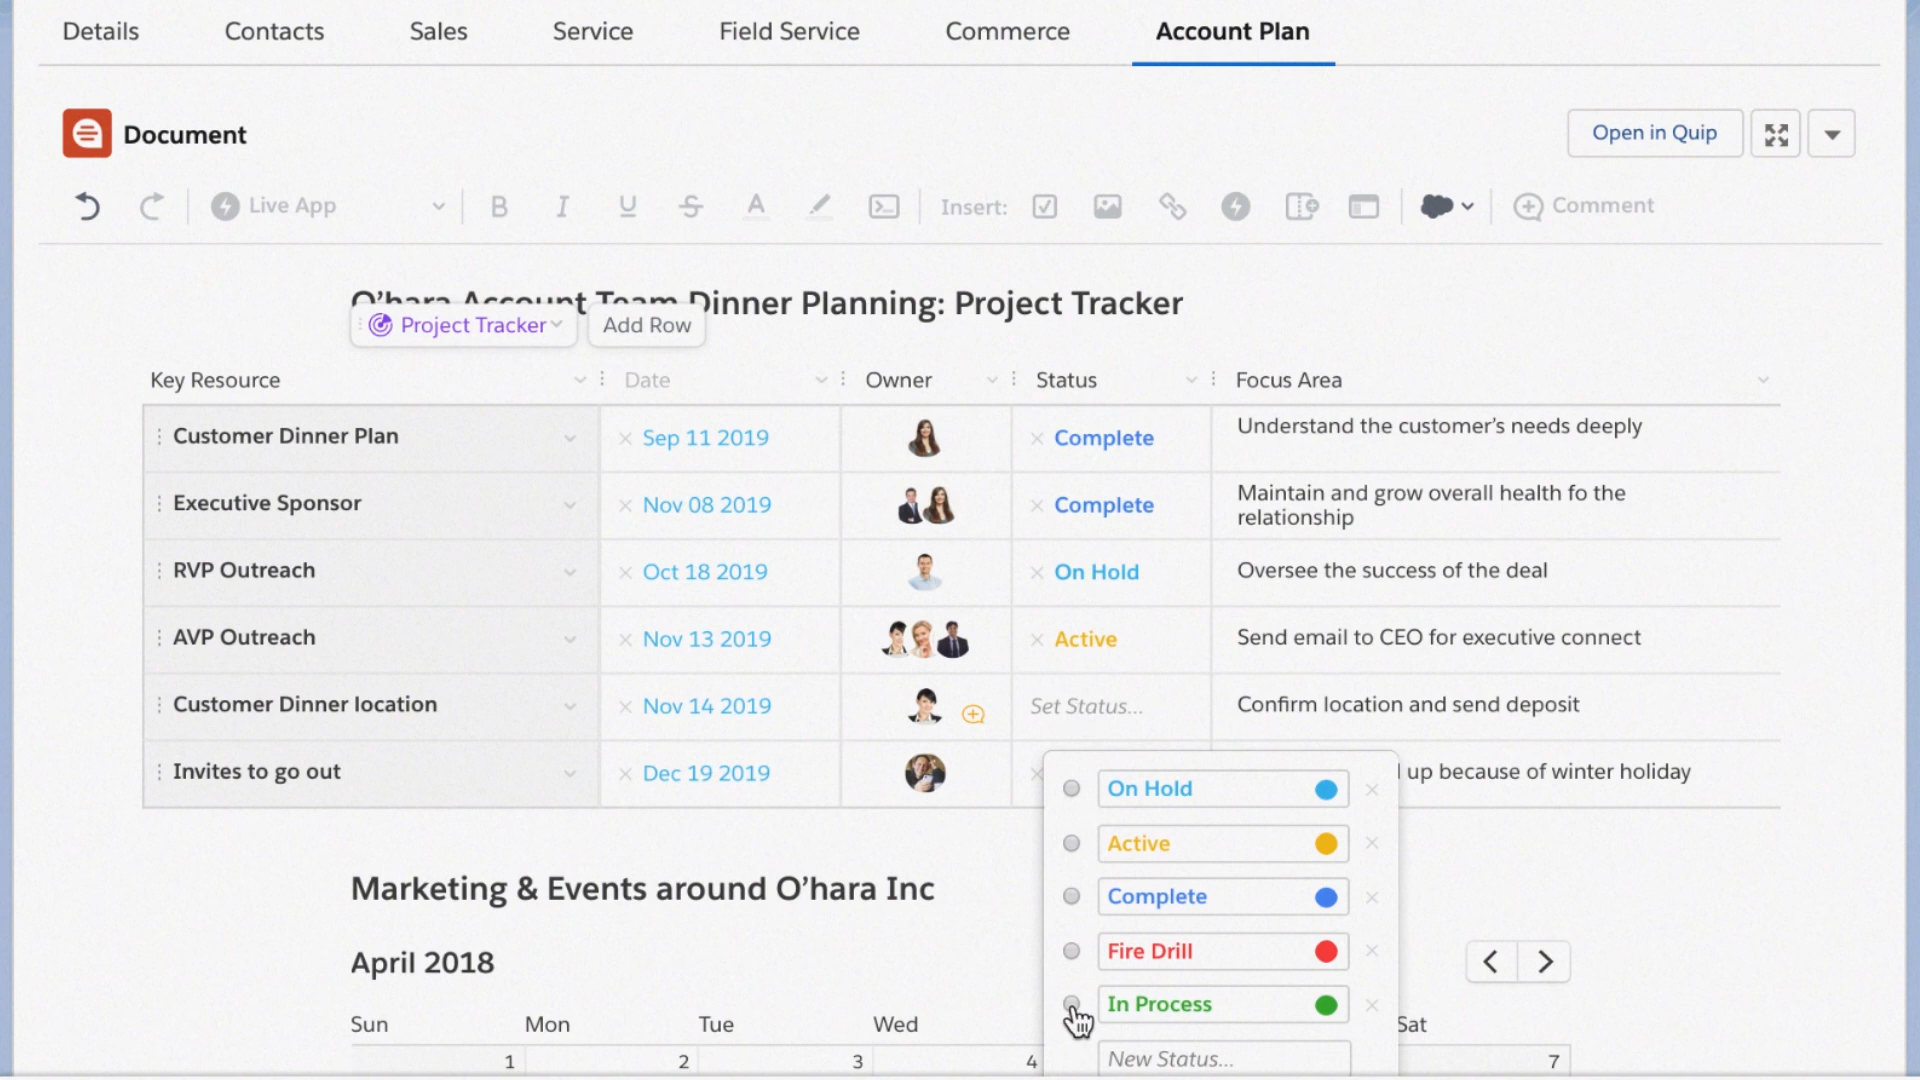 Details Contacts Sales Service Field Service Commerce Account Plan
Document
Open in Quip
Live App
B I U S A
Insert:
Comment
O'hara Account Team Dinner Planning: Project Tracker
Project Tracker Add Row
Key Resource Date Owner Status Focus Area
Customer Dinner Plan Sep 11 2019 Complete Understand the customer's needs deeply
Executive Sponsor Nov 08 2019 Complete Maintain and grow overall health fo the
relationship
RVP Outreach Oct 18 2019 On Hold Oversee the success of the deal
AVP Outreach Nov 13 2019 Active Send email to CEO for executive connect
Customer Dinner location Nov 14 2019 Set Status... Confirm location and send deposit
Invites to go out Dec 19 2019 up because of winter holiday
On Hold
Active
Complete
Fire Drill
In Process
New Status...
Marketing & Events around O'hara Inc
April 2018
Sun Mon Tue Wed Sat
1 2 3 4 7